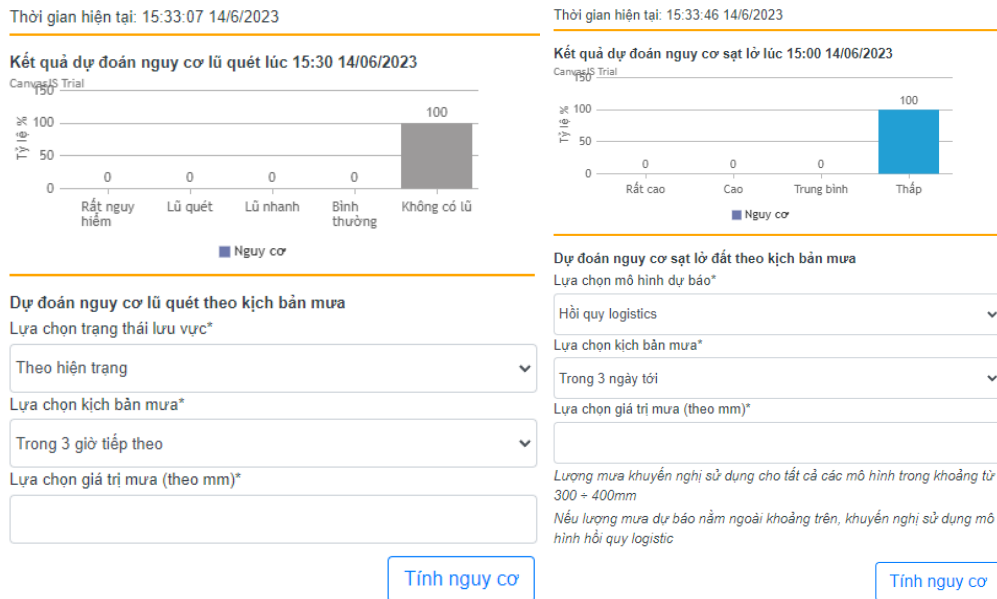 Thời gian hiện tại: 15:33:07 14/6/2023
Kết quả dự đoán nguy cơ lũ quét lúc 15:30 14/06/2023
CanvasJS Trial
150
100
50
0
Tỷ lệ %
0
0
0
0
100
Rất nguy hiểm
Lũ quét
Lũ nhanh
Bình thường
Không có lũ
Nguy cơ
Dự đoán nguy cơ lũ quét theo kịch bản mưa
Lựa chọn trạng thái lưu vực*
Theo hiện trạng
Lựa chọn kịch bản mưa*
Trong 3 giờ tiếp theo
Lựa chọn giá trị mưa (theo mm)*
Tính nguy cơ
Thời gian hiện tại: 15:33:46 14/6/2023
Kết quả dự đoán nguy cơ sạt lở lúc 15:00 14/06/2023
CanvasJS Trial
150
100
50
0
Tỷ lệ %
0
0
0
100
Rất cao
Cao
Trung bình
Thấp
Nguy cơ
Dự đoán nguy cơ sạt lở đất theo kịch bản mưa
Lựa chọn mô hình dự báo*
Hồi quy logistics
Lựa chọn kịch bản mưa*
Trong 3 ngày tới
Lựa chọn giá trị mưa (theo mm)*
Lượng mưa khuyến nghị sử dụng cho tất cả các mô hình trong khoảng từ
300 ÷ 400mm
Nếu lượng mưa dự báo nằm ngoài khoảng trên, khuyến nghị sử dụng mô
hình hồi quy logistic
Tính nguy cơ